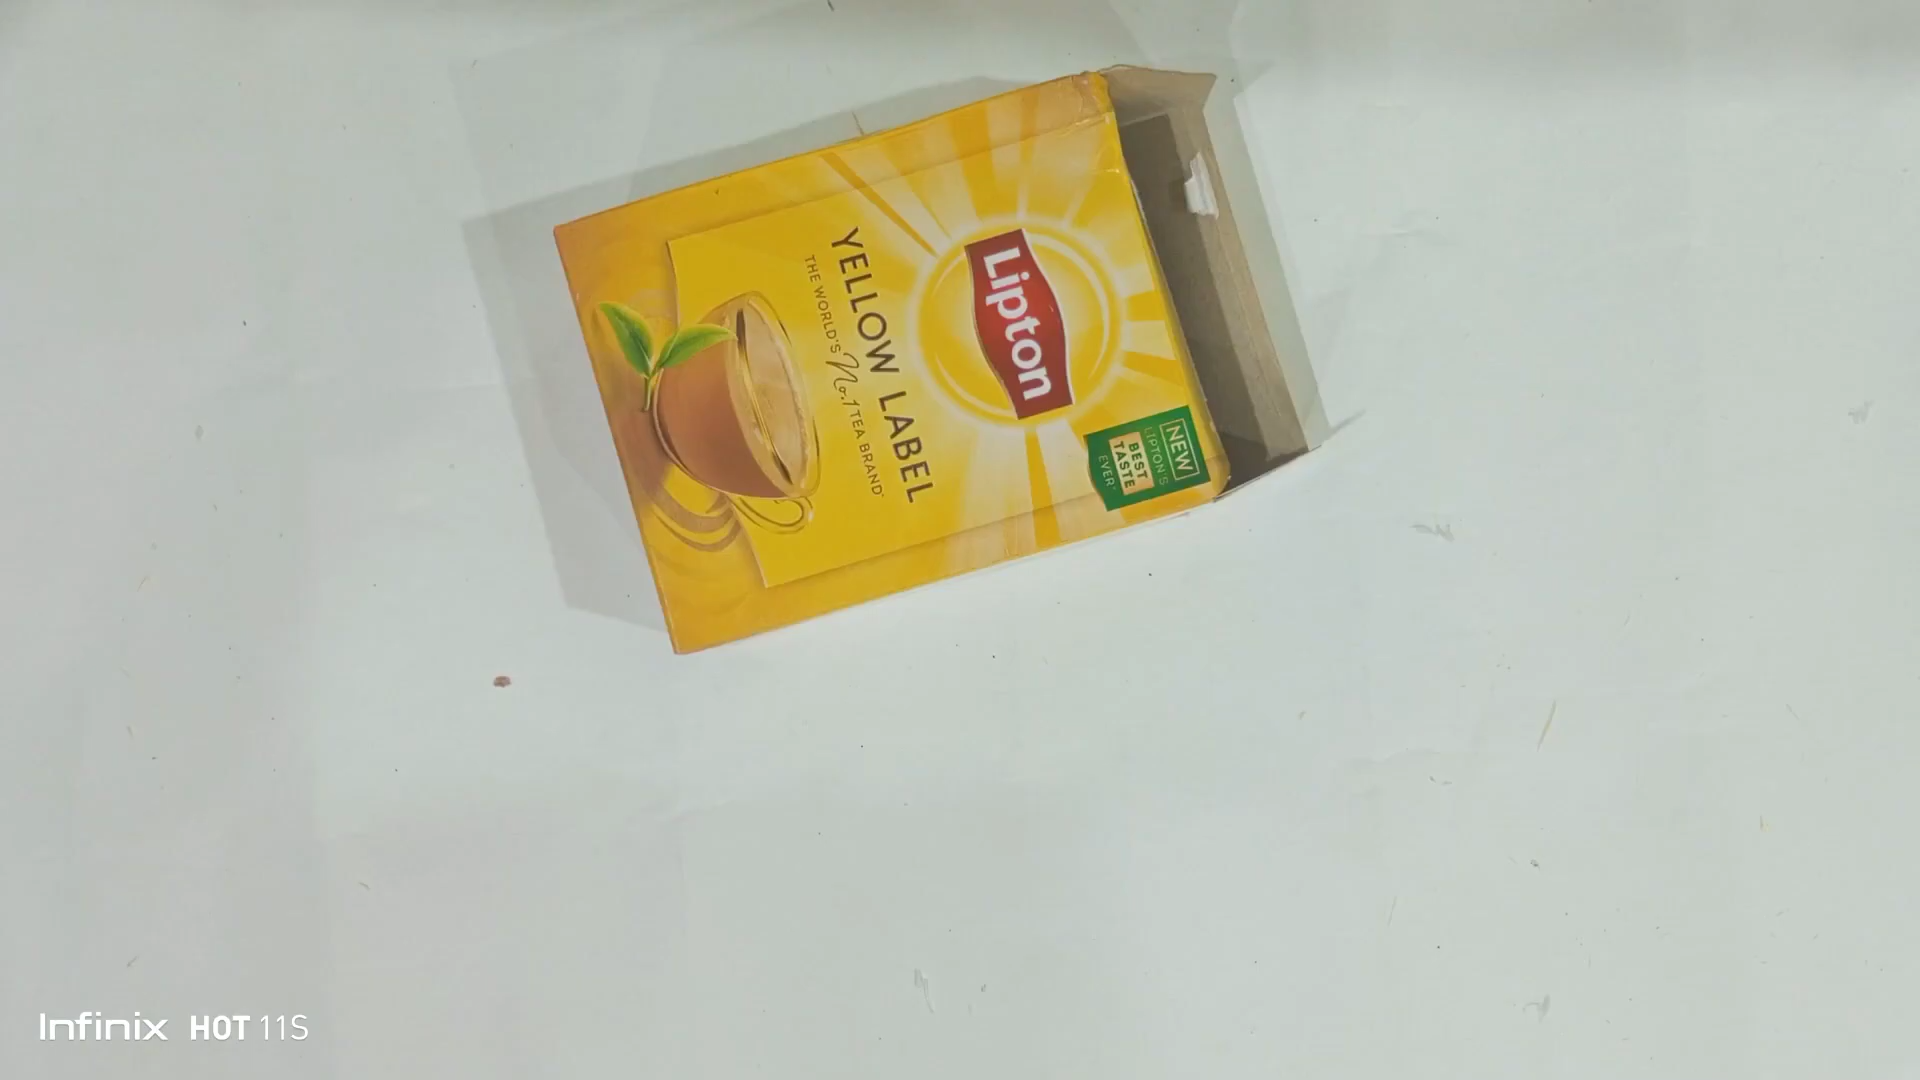 Lipton
YELLOW LABEL
THE WORLD'S No.1 TEA BRAND*
NEW
LIPTON'S
BEST
TASTE
EVER*
Infinix HOT 11S